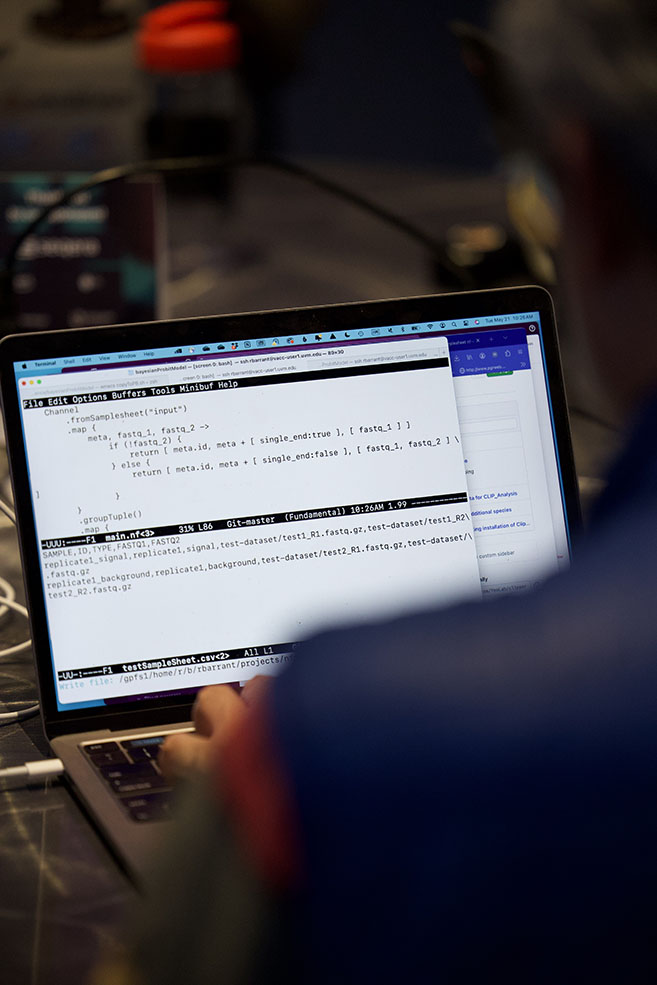 Terminal Shell Edit View Window Help Tue May 21 10:26AM
bayesianProbitModel — [screen 0: bash] — ssh rbarrant@vacc-user1.uvm.edu — 80×30
File Edit Options Buffers Tools Minibuf Help
Channel
.fromSamplesheet("input")
.map {
meta, fastq_1, fastq_2 ->
if (!fastq_2) {
return [ meta.id, meta + [ single_end:true ], [ fastq_1 ] ]
} else {
return [ meta.id, meta + [ single_end:false ], [ fastq_1, fastq_2 ] \
]
}
}
.groupTuple()
.map {
-UUU:----F1 main.nf<3> 31% L86 Git-master (Fundamental) 10:26AM 1.99 ----------
SAMPLE,ID,TYPE,FASTQ1,FASTQ2
replicate1_signal,replicate1,signal,test-dataset/test1_R1.fastq.gz,test-dataset/test1_R2\
.fastq.gz
replicate1_background,replicate1,background,test-dataset/test2_R1.fastq.gz,test-dataset/\
test2_R2.fastq.gz
-UU-:----F1 testSampleSheet.csv<2> All L1
Write file: /gpfs1/home/r/b/rbarrant/projects/
ta for CLIP_Analysis
dditional species
ing installation of Clip...
custom sidebar